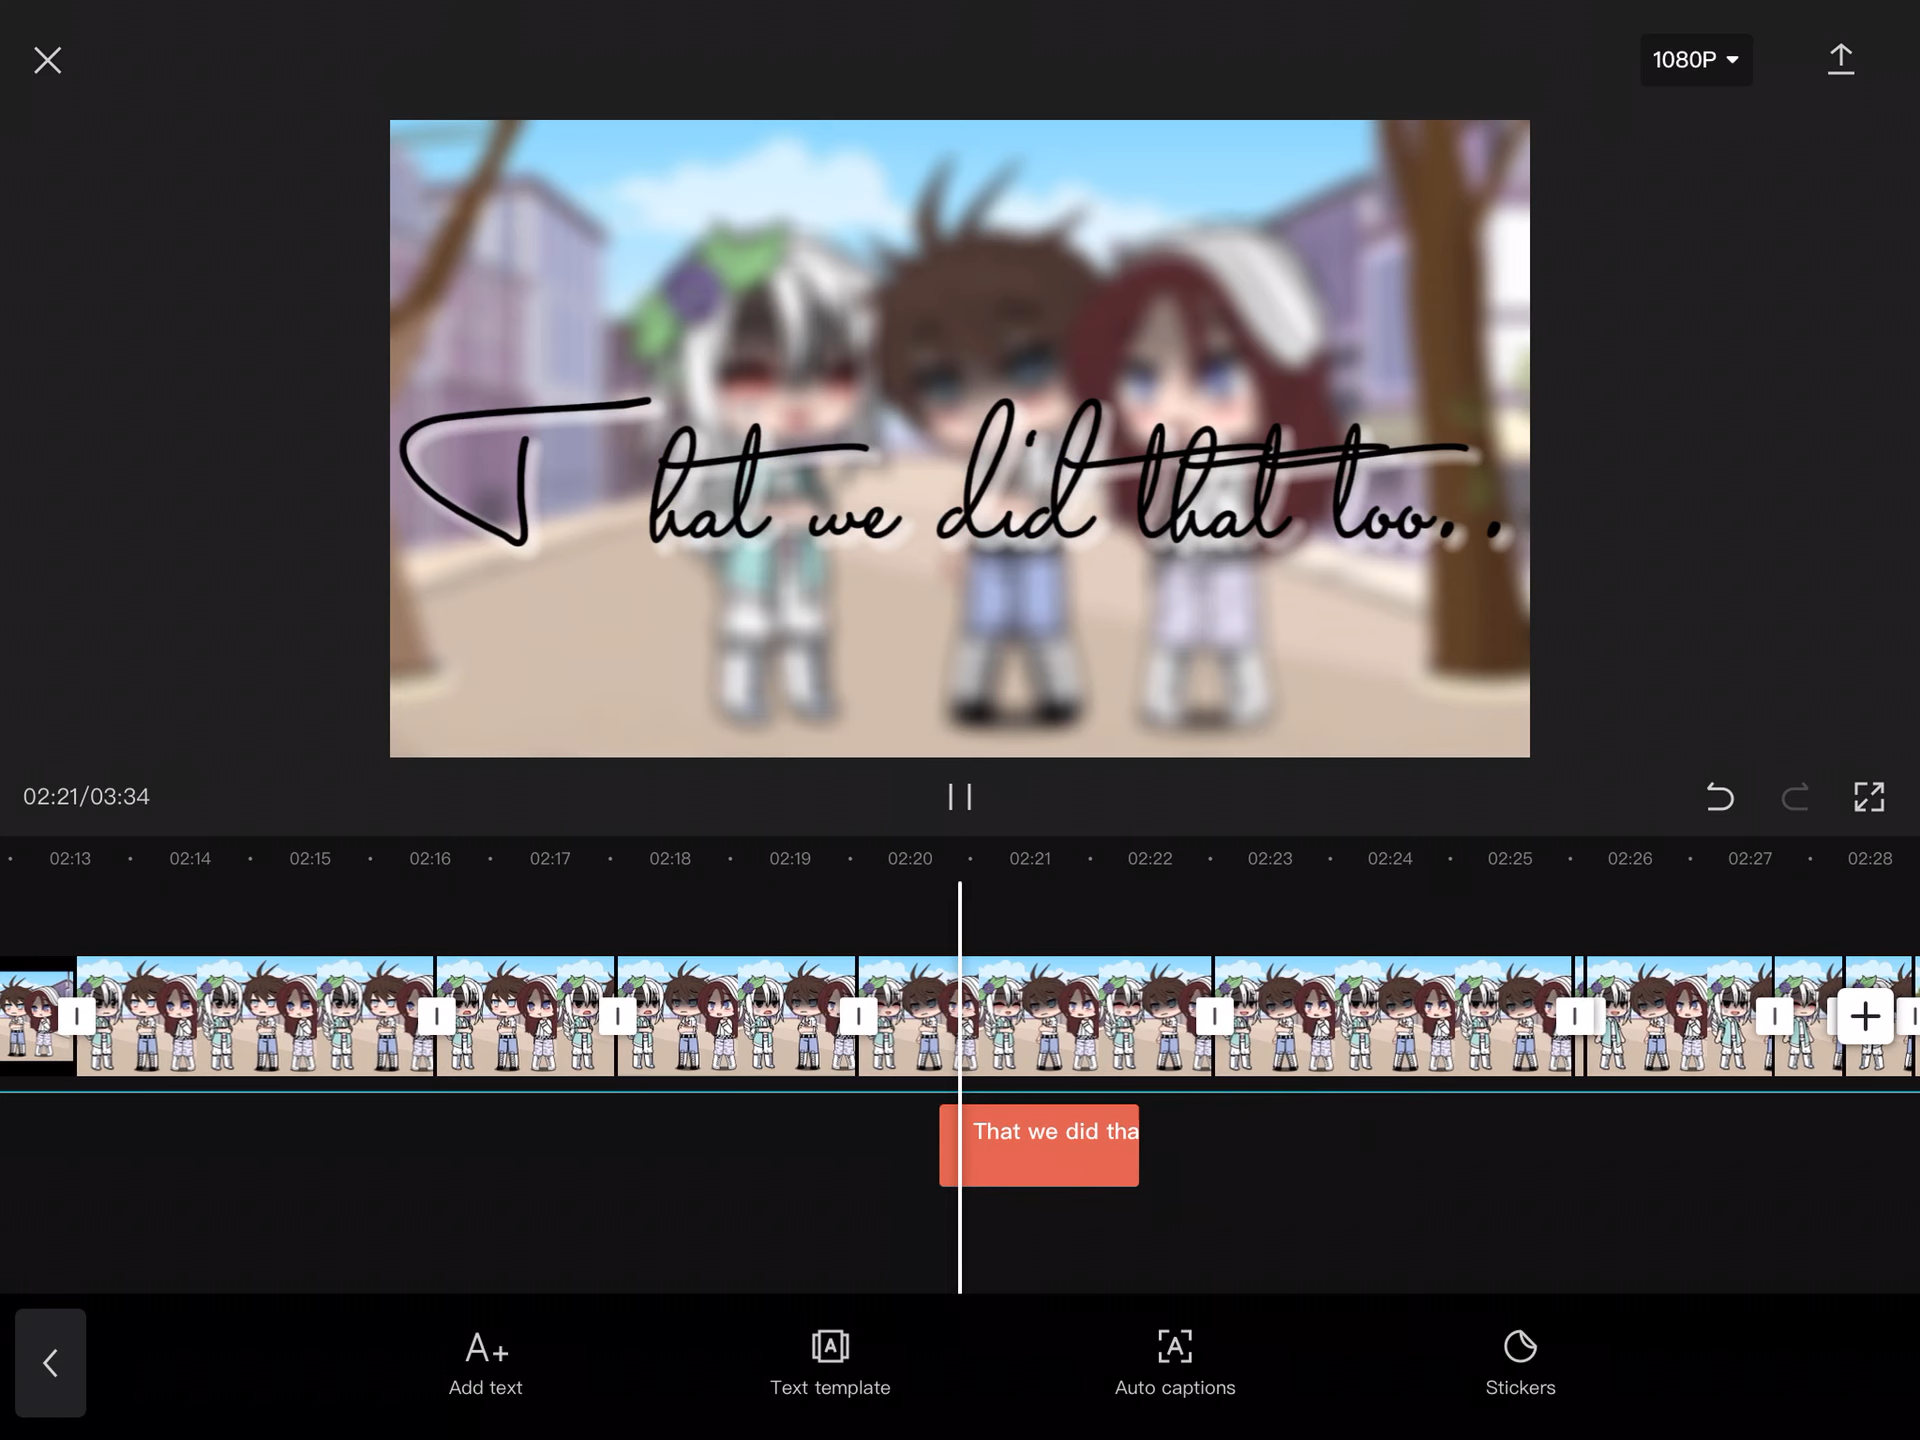 1080P
That we did that too..
02:21/03:34
02:13 02:14 02:15 02:16 02:17 02:18 02:19 02:20 02:21 02:22 02:23 02:24 02:25 02:26 02:27 02:28
That we did tha
Add text Text template Auto captions Stickers